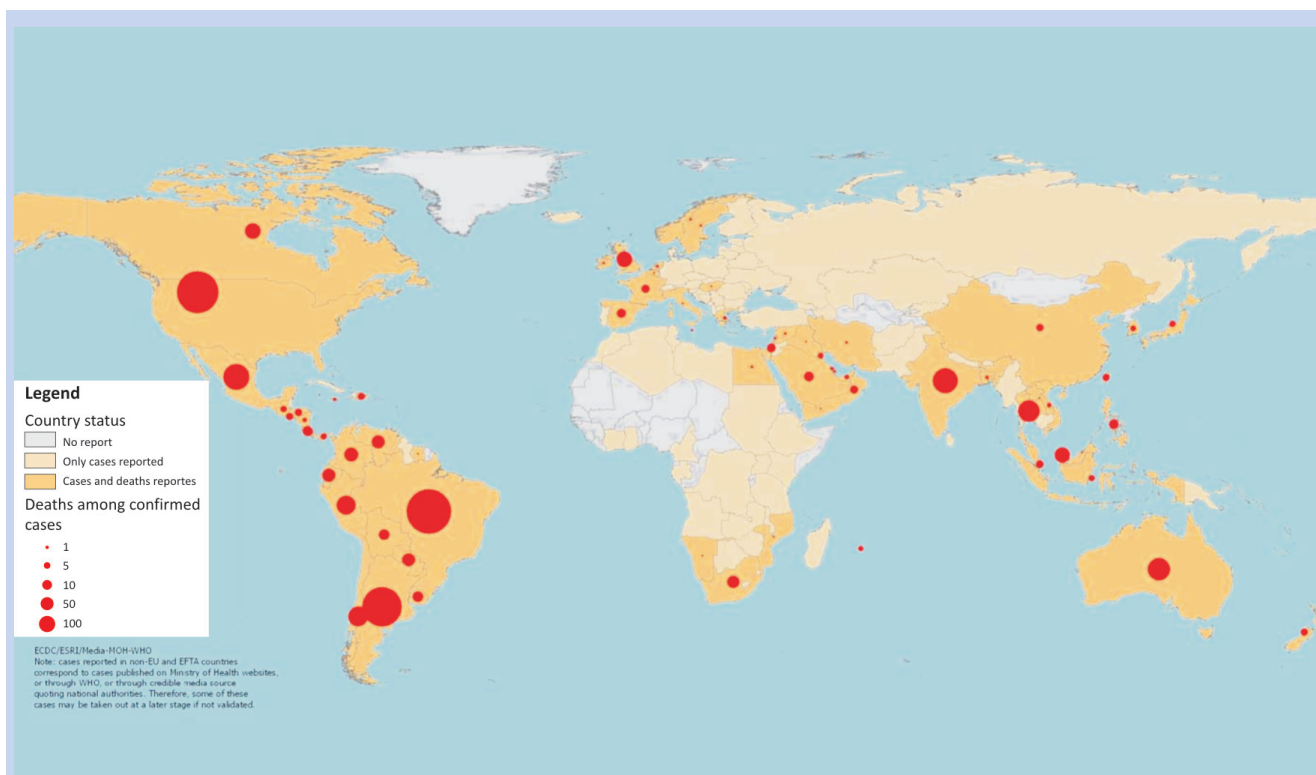 Legend
Country status
No report
Only cases reported
Cases and deaths reportes
Deaths among confirmed
cases
1
5
10
50
100
ECDC/ESRI/Media-MOH-WHO
Note: cases reported in non-EU and EFTA countries
correspond to cases published on Ministry of Health websites,
or through WHO, or through credible media source
quoting national authorities. Therefore, some of these
cases may be taken out at a later stage if not validated.